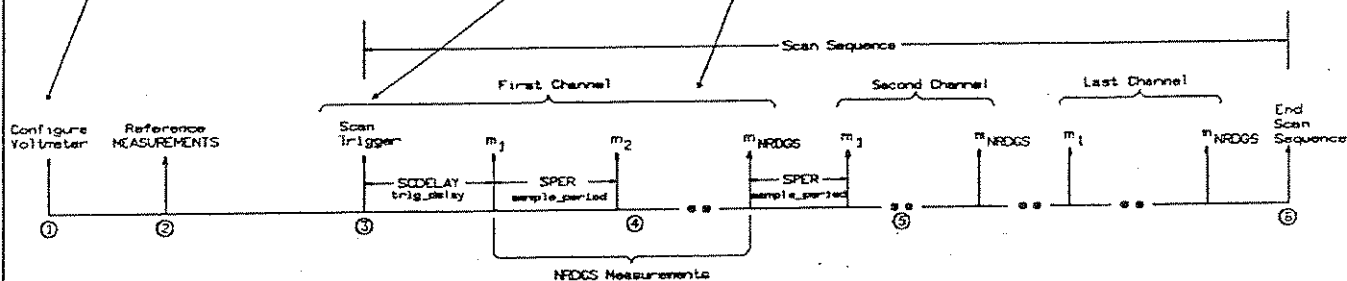 Scan Sequence
First Channel
Second Channel
Last Channel
Configure
Voltmeter
Reference
MEASUREMENTS
Scan
Trigger
m1
m2
mNRDGS
m1
mNRDGS
m1
mNRDGS
End
Scan
Sequence
SCDELAY
trig_delay
SPER
sample_period
SPER
sample_period
①
②
③
④
⑤
⑥
NRDGS Measurements